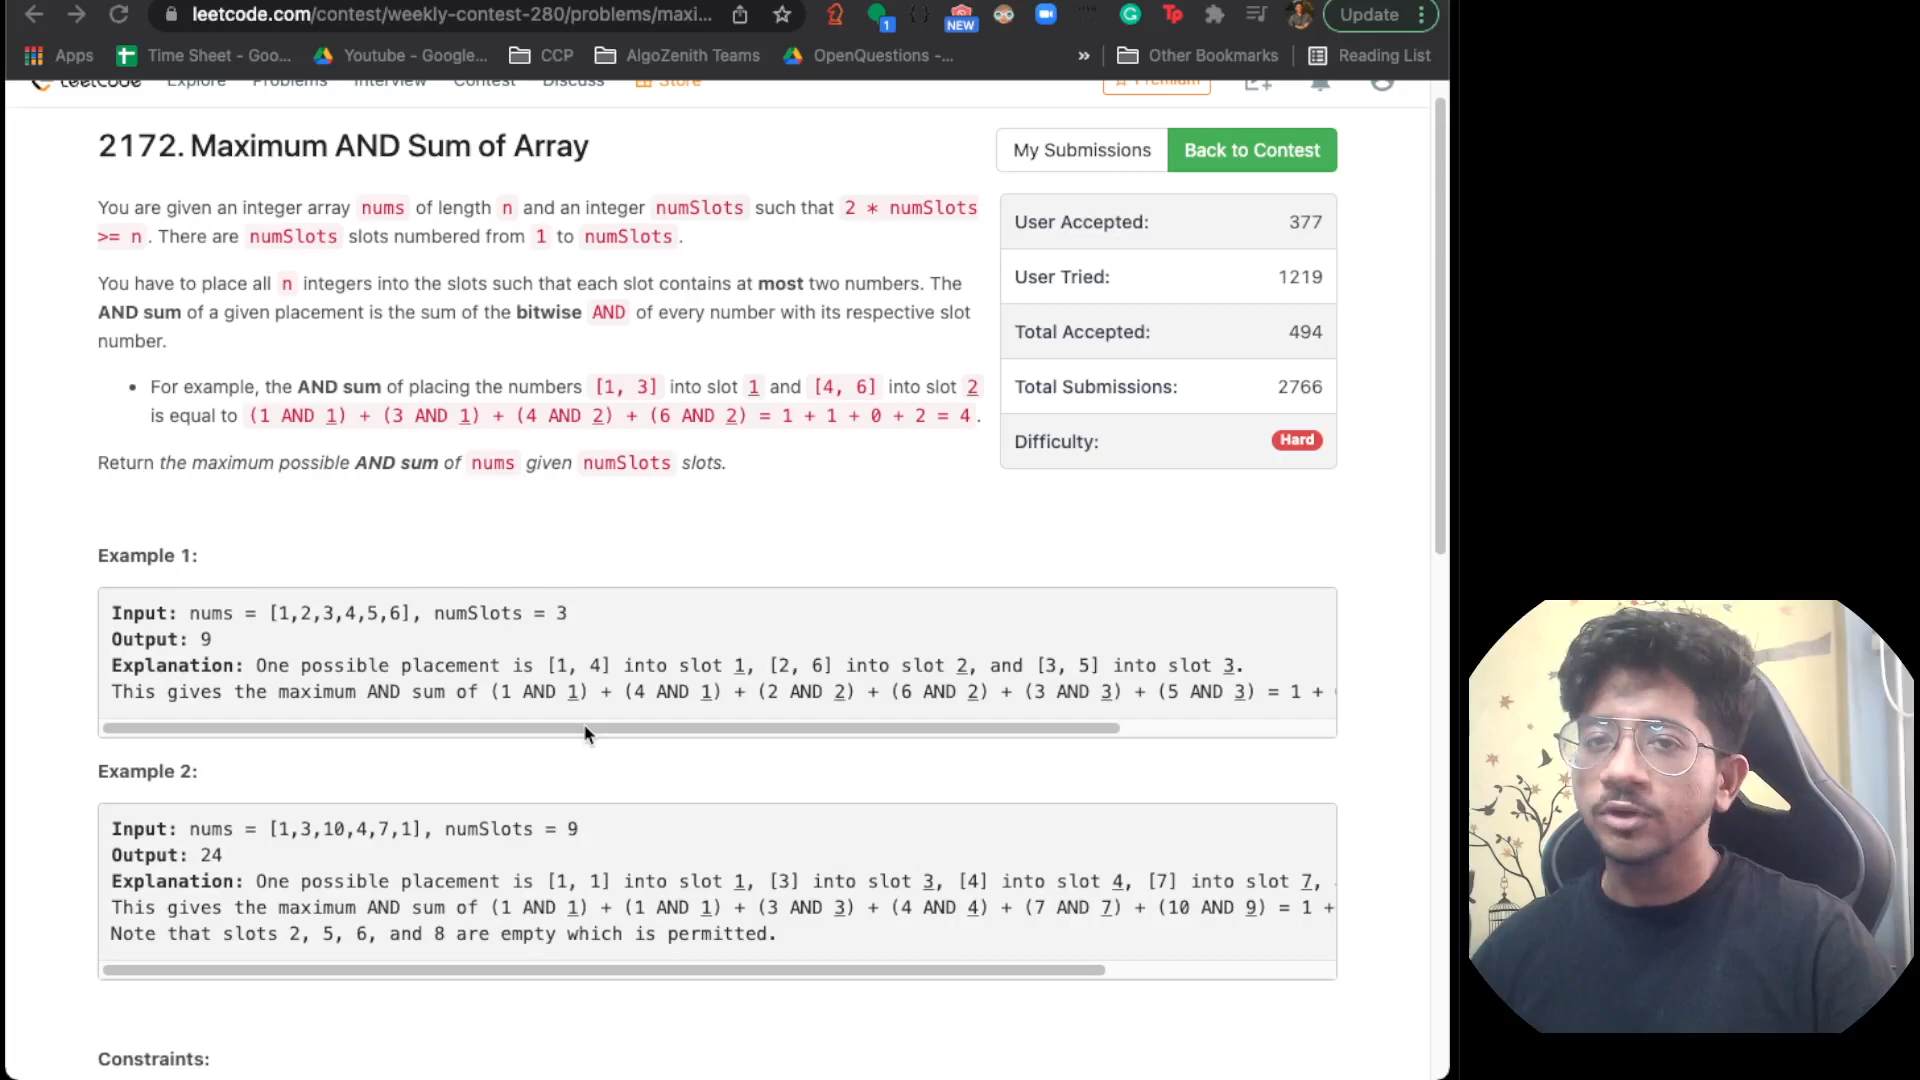 leetcode.com/contest/weekly-contest-280/problems/maxi...
1
NEW
G
Tp
Update
Apps
Time Sheet - Goo...
Youtube - Google...
CCP
AlgoZenith Teams
OpenQuestions -...
»
Other Bookmarks
Reading List
LeetCode
Explore
Problems
Interview
Contest
Discuss
Store
Premium
2172. Maximum AND Sum of Array
My Submissions
Back to Contest
You are given an integer array nums of length n and an integer numSlots such that 2 * numSlots
>= n. There are numSlots slots numbered from 1 to numSlots.
You have to place all n integers into the slots such that each slot contains at most two numbers. The
AND sum of a given placement is the sum of the bitwise AND of every number with its respective slot
number.
• For example, the AND sum of placing the numbers [1, 3] into slot 1 and [4, 6] into slot 2
is equal to (1 AND 1) + (3 AND 1) + (4 AND 2) + (6 AND 2) = 1 + 1 + 0 + 2 = 4.
Return the maximum possible AND sum of nums given numSlots slots.
User Accepted: 377
User Tried: 1219
Total Accepted: 494
Total Submissions: 2766
Difficulty: Hard
Example 1:
Input: nums = [1,2,3,4,5,6], numSlots = 3
Output: 9
Explanation: One possible placement is [1, 4] into slot 1, [2, 6] into slot 2, and [3, 5] into slot 3.
This gives the maximum AND sum of (1 AND 1) + (4 AND 1) + (2 AND 2) + (6 AND 2) + (3 AND 3) + (5 AND 3) = 1 +
Example 2:
Input: nums = [1,3,10,4,7,1], numSlots = 9
Output: 24
Explanation: One possible placement is [1, 1] into slot 1, [3] into slot 3, [4] into slot 4, [7] into slot 7,
This gives the maximum AND sum of (1 AND 1) + (1 AND 1) + (3 AND 3) + (4 AND 4) + (7 AND 7) + (10 AND 9) = 1 +
Note that slots 2, 5, 6, and 8 are empty which is permitted.
Constraints: